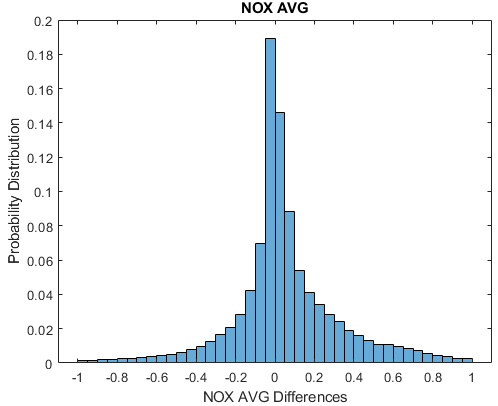 NOX AVG
0.2
0.18
0.16
0.14
0.12
0.1
0.08
0.06
0.04
0.02
0
Probability Distribution
-1 -0.8 -0.6 -0.4 -0.2 0 0.2 0.4 0.6 0.8 1
NOX AVG Differences